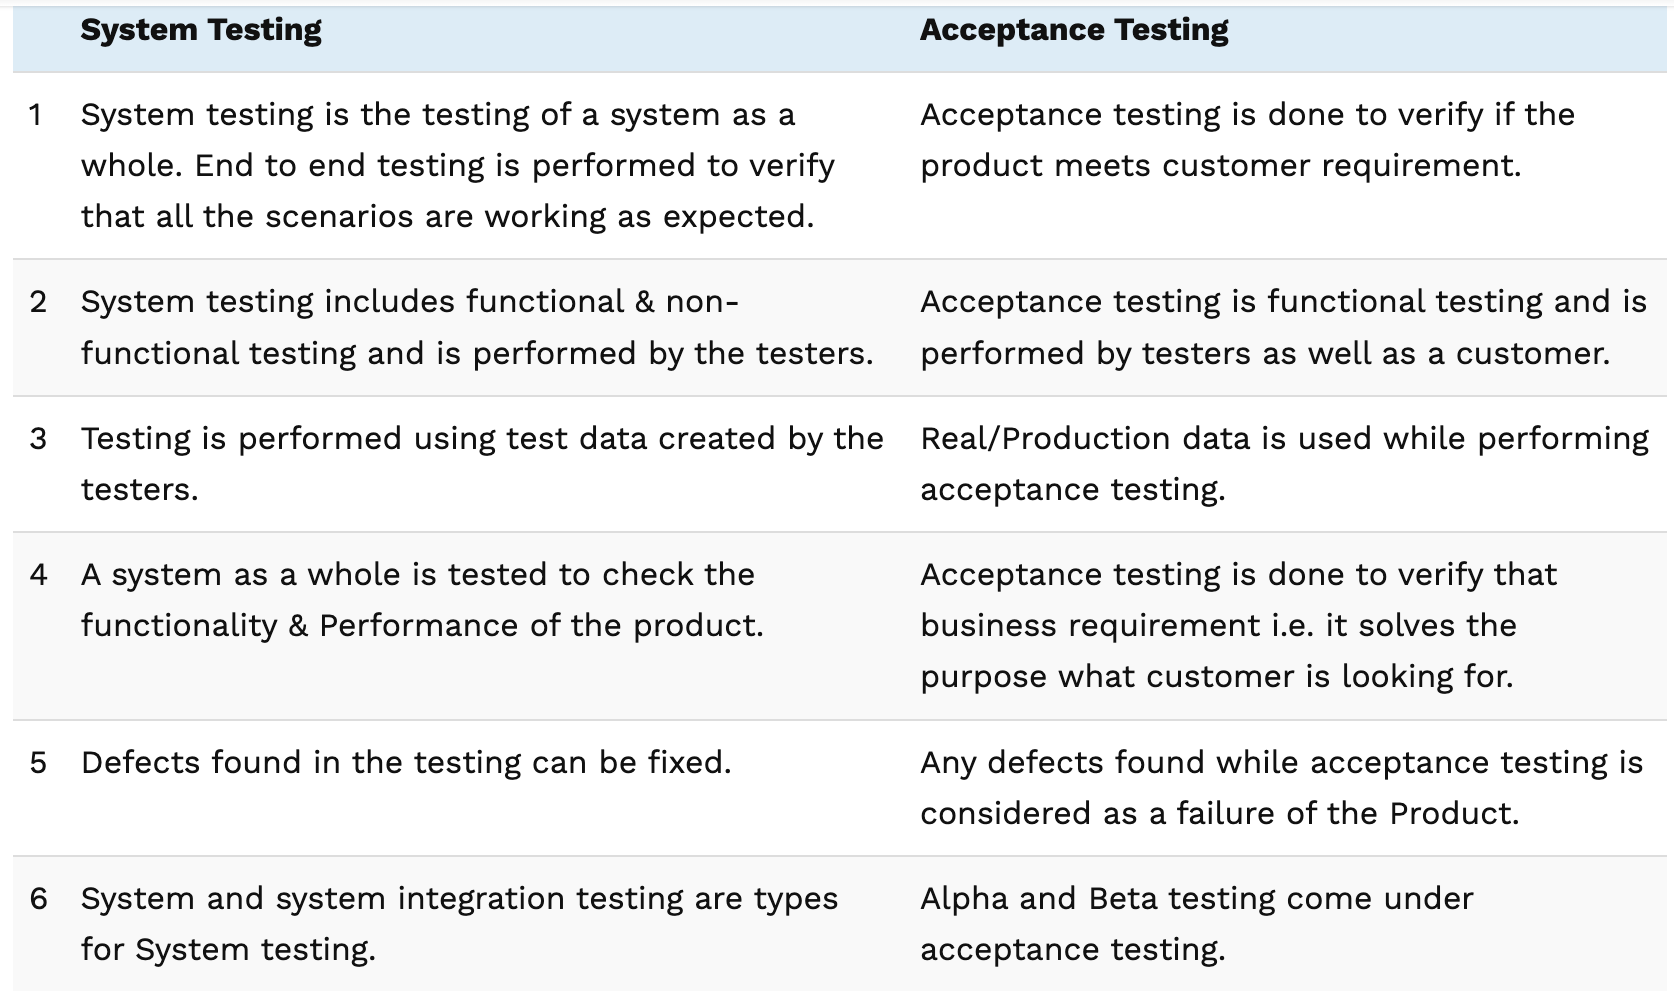 System Testing Acceptance Testing
1 System testing is the testing of a system as a
whole. End to end testing is performed to verify
that all the scenarios are working as expected.
Acceptance testing is done to verify if the
product meets customer requirement.
2 System testing includes functional & non-
functional testing and is performed by the testers.
Acceptance testing is functional testing and is
performed by testers as well as a customer.
3 Testing is performed using test data created by the
testers.
Real/Production data is used while performing
acceptance testing.
4 A system as a whole is tested to check the
functionality & Performance of the product.
Acceptance testing is done to verify that
business requirement i.e. it solves the
purpose what customer is looking for.
5 Defects found in the testing can be fixed.
Any defects found while acceptance testing is
considered as a failure of the Product.
6 System and system integration testing are types
for System testing.
Alpha and Beta testing come under
acceptance testing.